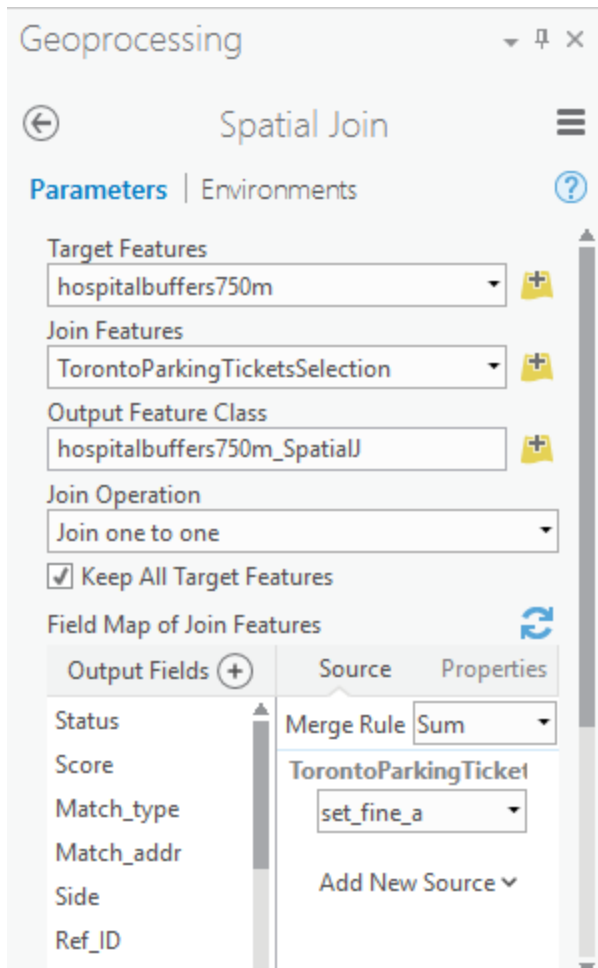 Geoprocessing
Spatial Join
Parameters | Environments
Target Features
hospitalbuffers750m
Join Features
TorontoParkingTicketsSelection
Output Feature Class
hospitalbuffers750m_SpatialJ
Join Operation
Join one to one
Keep All Target Features
Field Map of Join Features
Output Fields Source Properties
Status Merge Rule Sum
Score TorontoParkingTicket
Match_type set_fine_a
Match_addr
Side Add New Source
Ref_ID